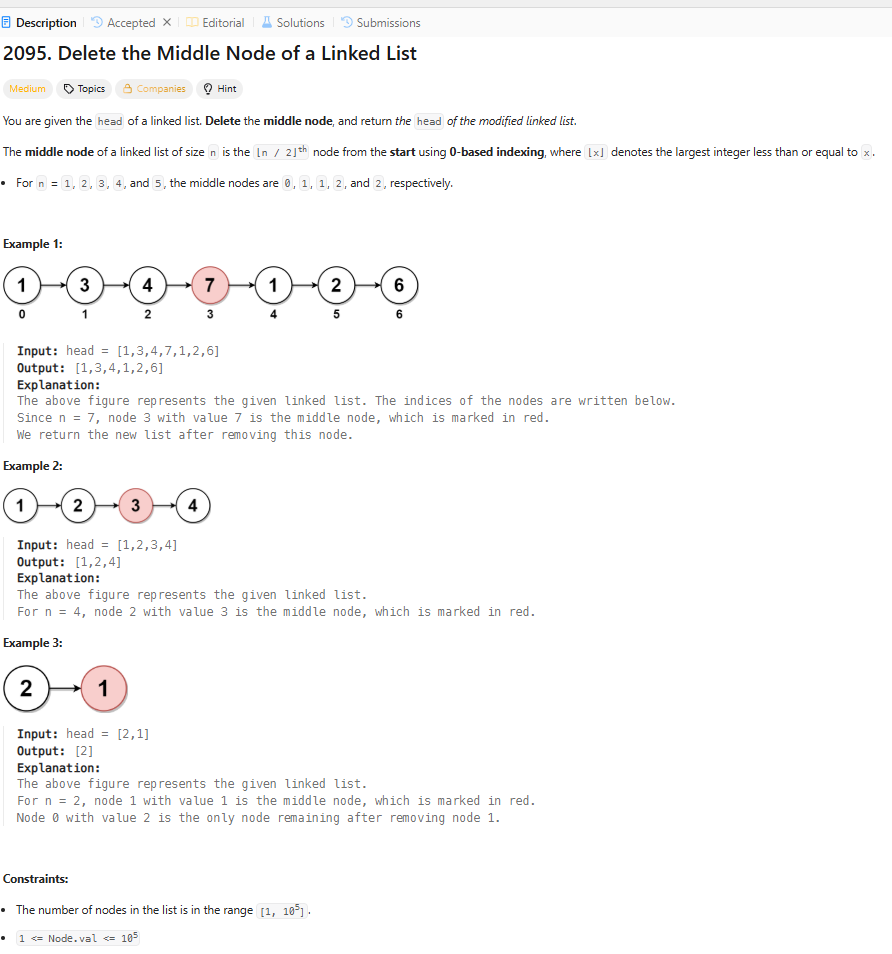 Description Accepted × Editorial Solutions Submissions
2095. Delete the Middle Node of a Linked List
Medium Topics Companies Hint
You are given the head of a linked list. Delete the middle node, and return the head of the modified linked list.
The middle node of a linked list of size n is the ⌊n / 2⌋th node from the start using 0-based indexing, where ⌊x⌋ denotes the largest integer less than or equal to x.
• For n = 1, 2, 3, 4, and 5, the middle nodes are 0, 1, 1, 2, and 2, respectively.
Example 1:
1 3 4 7 1 2 6
0 1 2 3 4 5 6
Input: head = [1,3,4,7,1,2,6]
Output: [1,3,4,1,2,6]
Explanation:
The above figure represents the given linked list. The indices of the nodes are written below.
Since n = 7, node 3 with value 7 is the middle node, which is marked in red.
We return the new list after removing this node.
Example 2:
1 2 3 4
Input: head = [1,2,3,4]
Output: [1,2,4]
Explanation:
The above figure represents the given linked list.
For n = 4, node 2 with value 3 is the middle node, which is marked in red.
Example 3:
2 1
Input: head = [2,1]
Output: [2]
Explanation:
The above figure represents the given linked list.
For n = 2, node 1 with value 1 is the middle node, which is marked in red.
Node 0 with value 2 is the only node remaining after removing node 1.
Constraints:
• The number of nodes in the list is in the range [1, 10⁵].
• 1 <= Node.val <= 10⁵